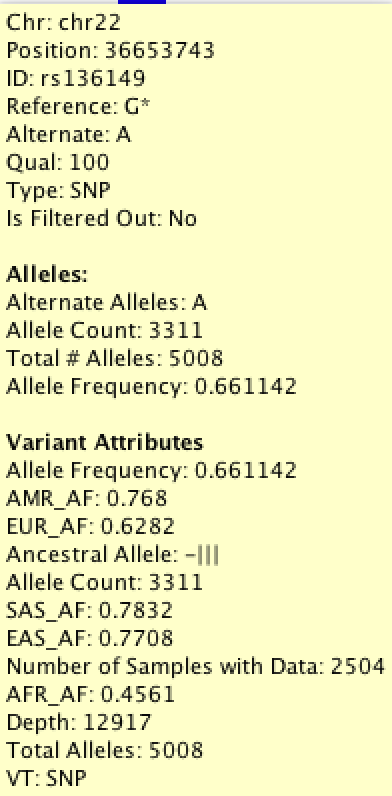 Chr: chr22
Position: 36653743
ID: rs136149
Reference: G*
Alternate: A
Qual: 100
Type: SNP
Is Filtered Out: No
Alleles:
Alternate Alleles: A
Allele Count: 3311
Total # Alleles: 5008
Allele Frequency: 0.661142
Variant Attributes
Allele Frequency: 0.661142
AMR_AF: 0.768
EUR_AF: 0.6282
Ancestral Allele: -|||
Allele Count: 3311
SAS_AF: 0.7832
EAS_AF: 0.7708
Number of Samples with Data: 2504
AFR_AF: 0.4561
Depth: 12917
Total Alleles: 5008
VT: SNP